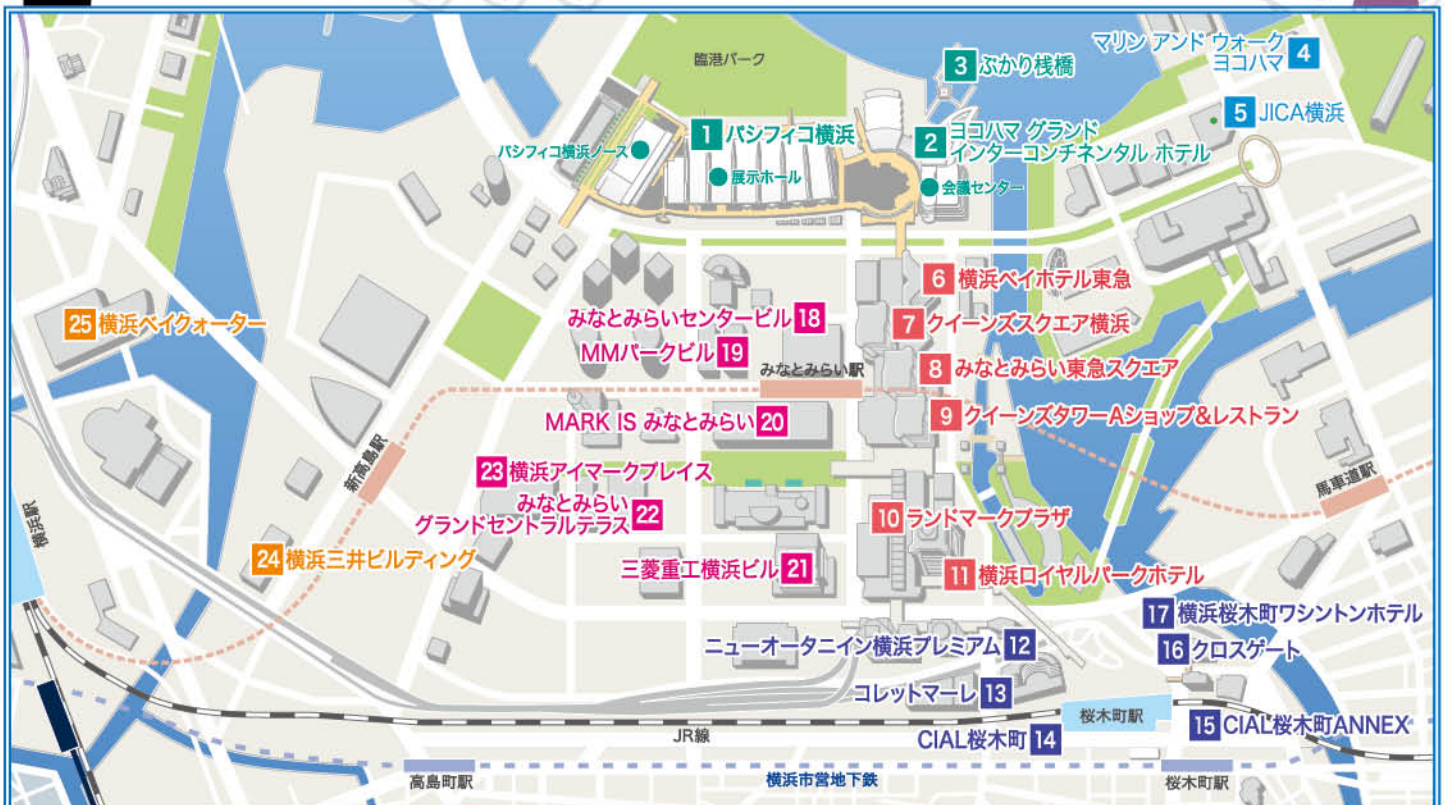 臨港パーク
マリン アンド ウォーク
ヨコハマ
4
3 ぷかり桟橋
5 JICA横浜
1 パシフィコ横浜
2 ヨコハマ グランド
インターコンチネンタル ホテル
パシフィコ横浜ノース
展示ホール
会議センター
6 横浜ベイホテル東急
25 横浜ベイクォーター
みなとみらいセンタービル 18
7 クイーンズスクエア横浜
MMパークビル 19
みなとみらい駅
8 みなとみらい東急スクエア
MARK IS みなとみらい 20
9 クイーンズタワーAショップ&レストラン
新高島駅
23 横浜アイマークプレイス
馬車道駅
みなとみらい
グランドセントラルテラス 22
10 ランドマークプラザ
横浜駅
24 横浜三井ビルディング
三菱重工横浜ビル 21
11 横浜ロイヤルパークホテル
17 横浜桜木町ワシントンホテル
ニューオータニイン横浜プレミアム 12
16 クロスゲート
コレットマーレ 13
桜木町駅
15 CIAL桜木町ANNEX
JR線
CIAL桜木町 14
高島町駅
横浜市営地下鉄
桜木町駅